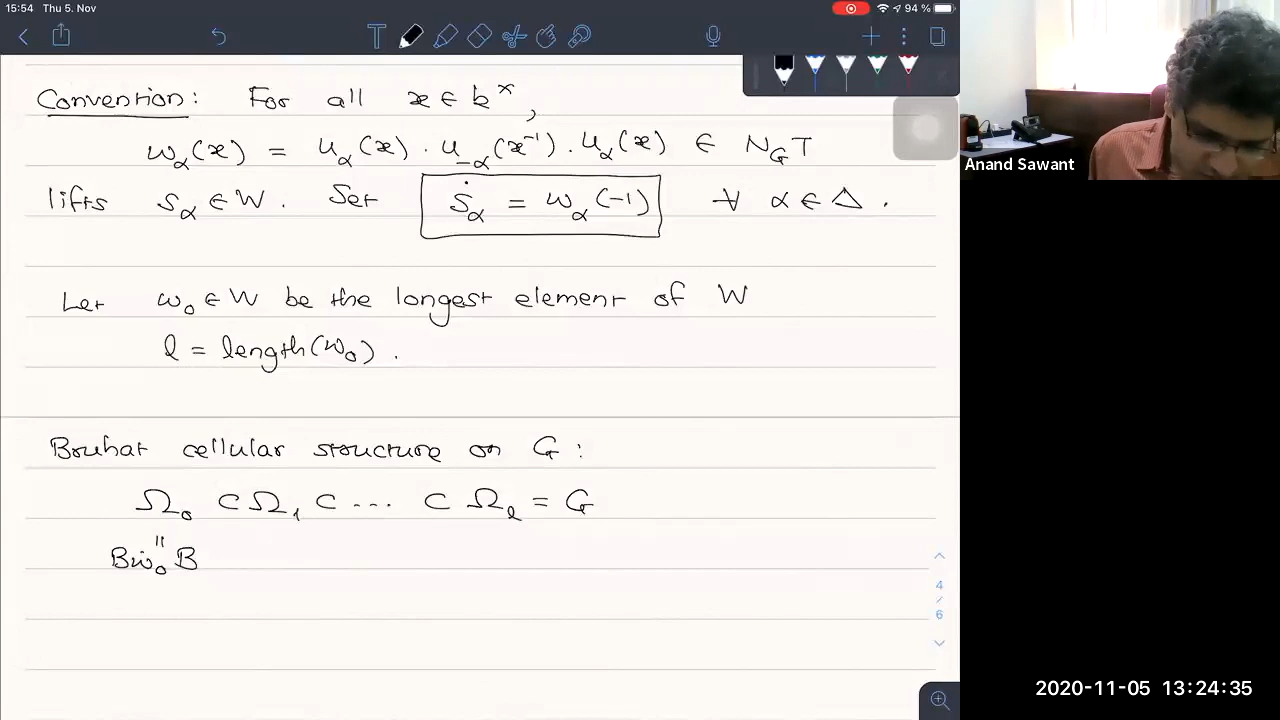 15:54 Thu 5. Nov
94 %
Convention: For all x ∈ k^×,
w_α(x) = u_α(x) · u_{-α}(x^{-1}) · u_α(x) ∈ N_G T
lifts s_α ∈ W. Set ṡ_α = w_α(-1) ∀ α ∈ Δ.
Let w_0 ∈ W be the longest element of W
l = length(w_0).
Bruhat cellular structure on G:
Ω_0 ⊂ Ω_1 ⊂ ... ⊂ Ω_l = G
"
Bẇ_0B
4
/
6
Anand Sawant
2020-11-05 13:24:35